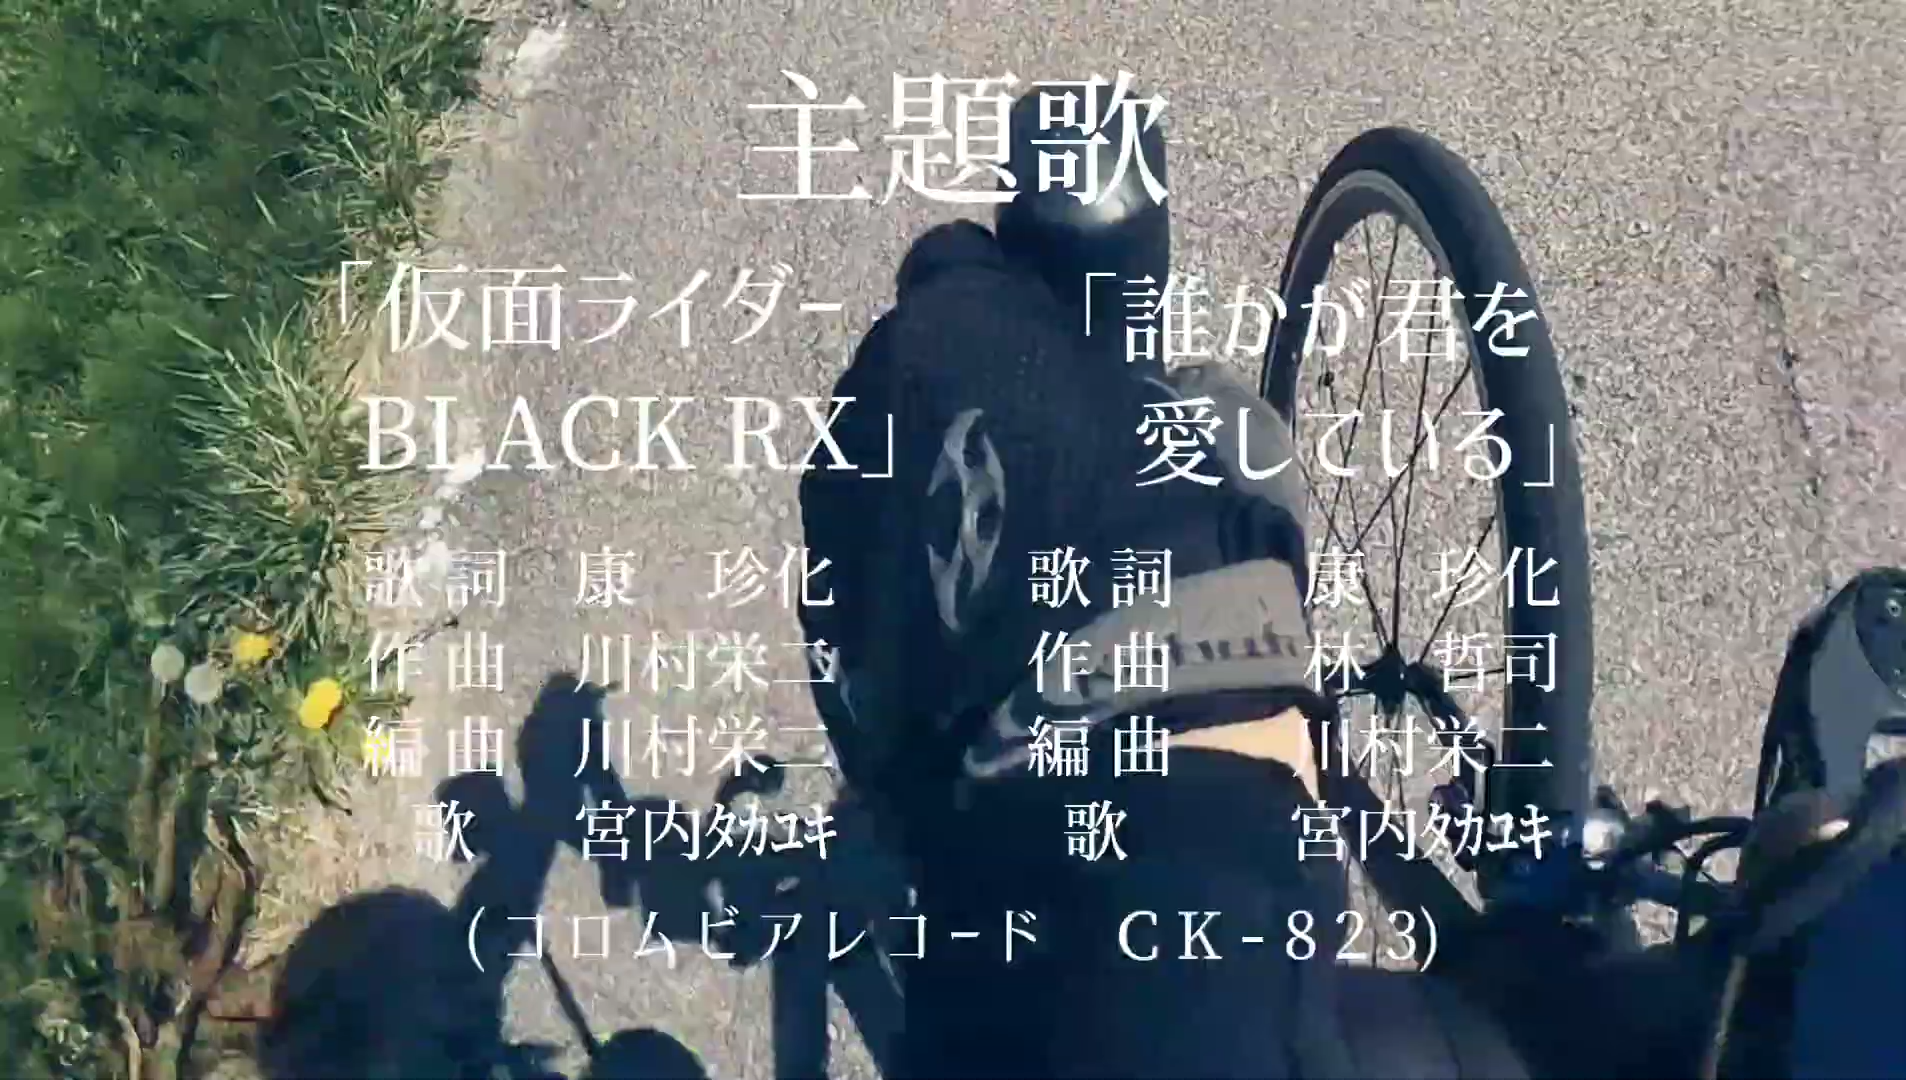 主題歌
「仮面ライダー
BLACK RX」
歌詞 康 珍化
作曲 川村栄二
編曲 川村栄二
歌 宮内タカユキ
「誰かが君を
愛している」
歌詞 康 珍化
作曲 林 哲司
編曲 川村栄二
歌 宮内タカユキ
(コロムビアレコード CK-823)